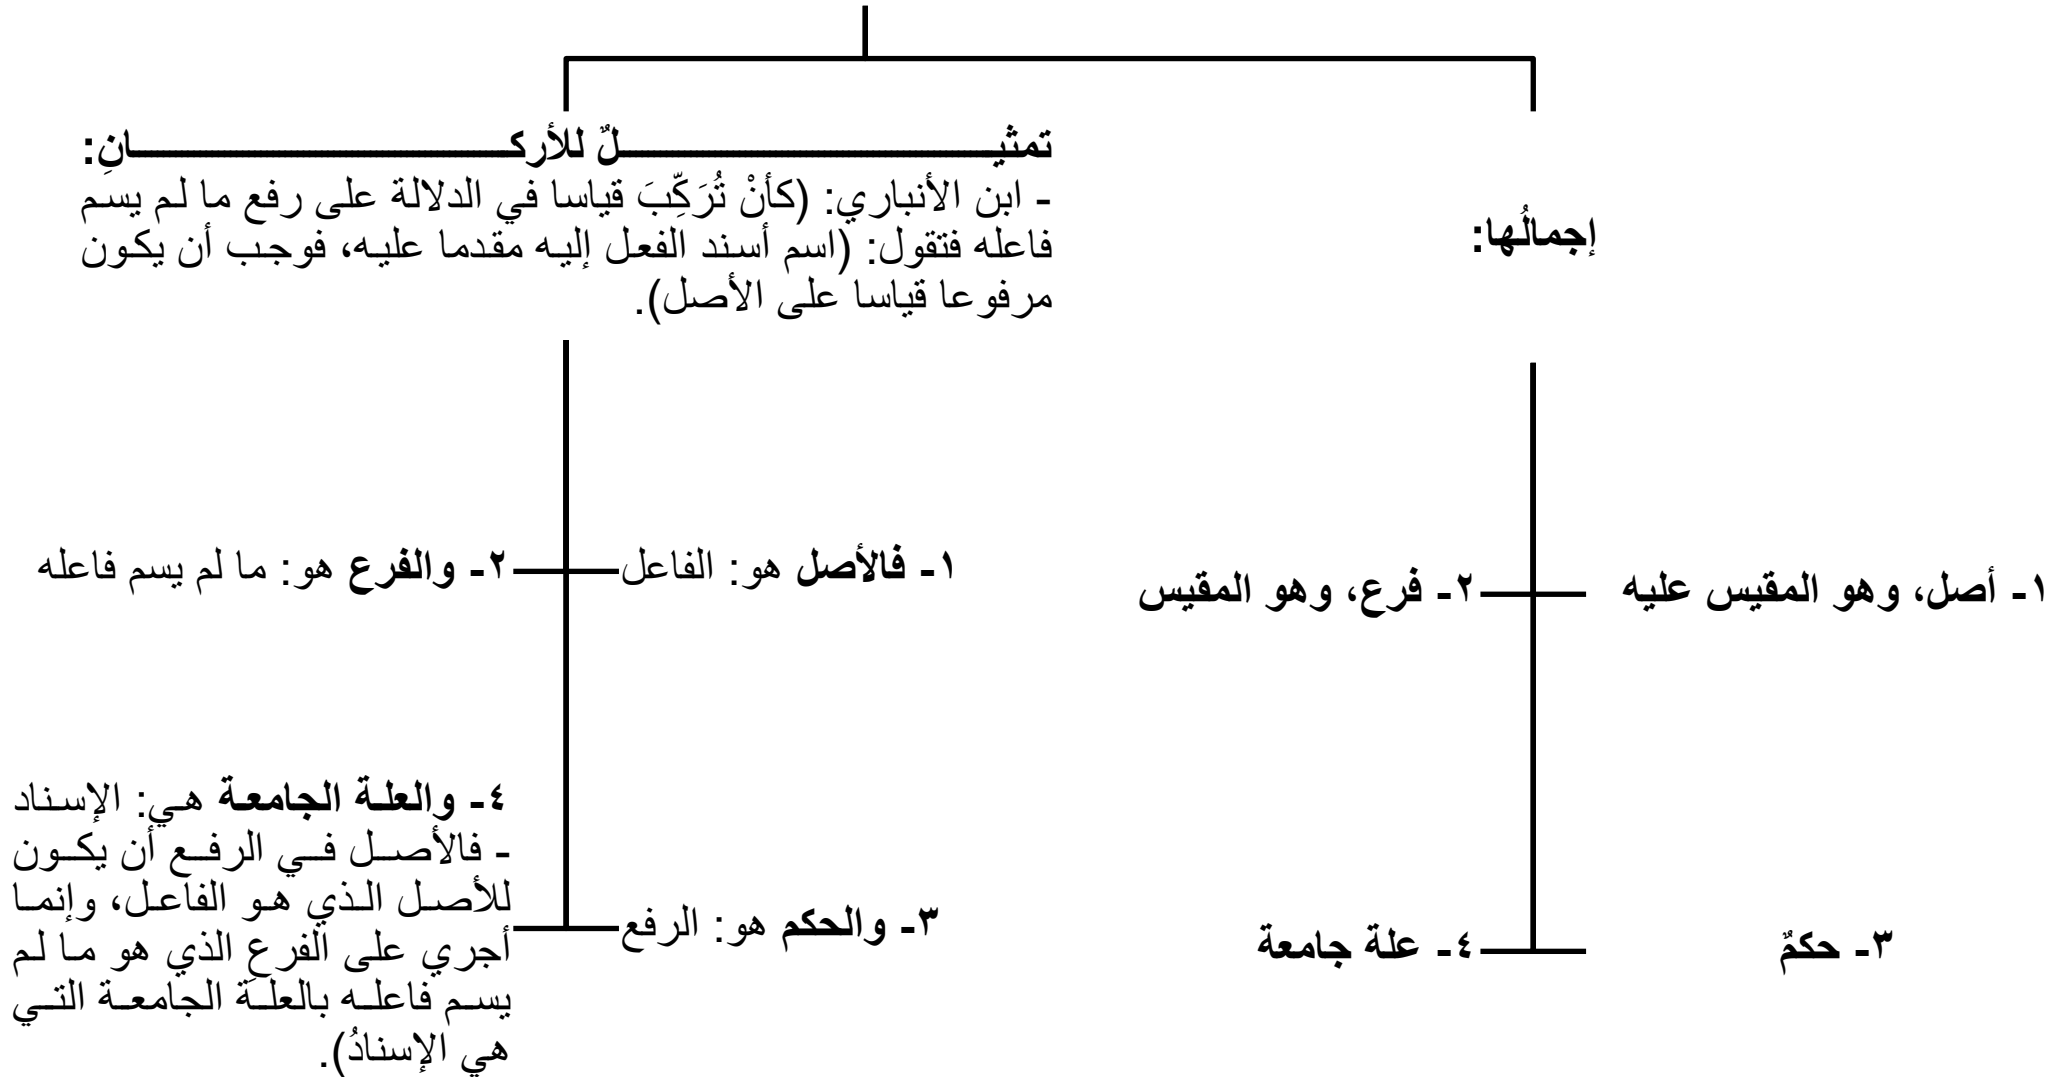 إجمالُها:
١- أصل، وهو المقيس عليه
٢- فرع، وهو المقيس
٣- حكمٌ
٤- علة جامعة
تمثيـــــــــــــــــــــلٌ للأركـــــــــــــــــــــانِ:
- ابن الأنباري: (كأنْ تُرَكِّبَ قياسا في الدلالة على رفع ما لم يسم
فاعله فتقول: (اسم أسند الفعل إليه مقدما عليه، فوجب أن يكون
مرفوعا قياسا على الأصل).
١- فالأصل هو: الفاعل
٢- والفرع هو: ما لم يسم فاعله
٣- والحكم هو: الرفع
٤- والعلة الجامعة هي: الإسناد
- فالأصل في الرفع أن يكون
للأصل الذي هو الفاعل، وإنما
أجري على الفرعِ الذي هو ما لم
يسم فاعله بالعلةَ الجامعة التي
هي الإسنادُ).